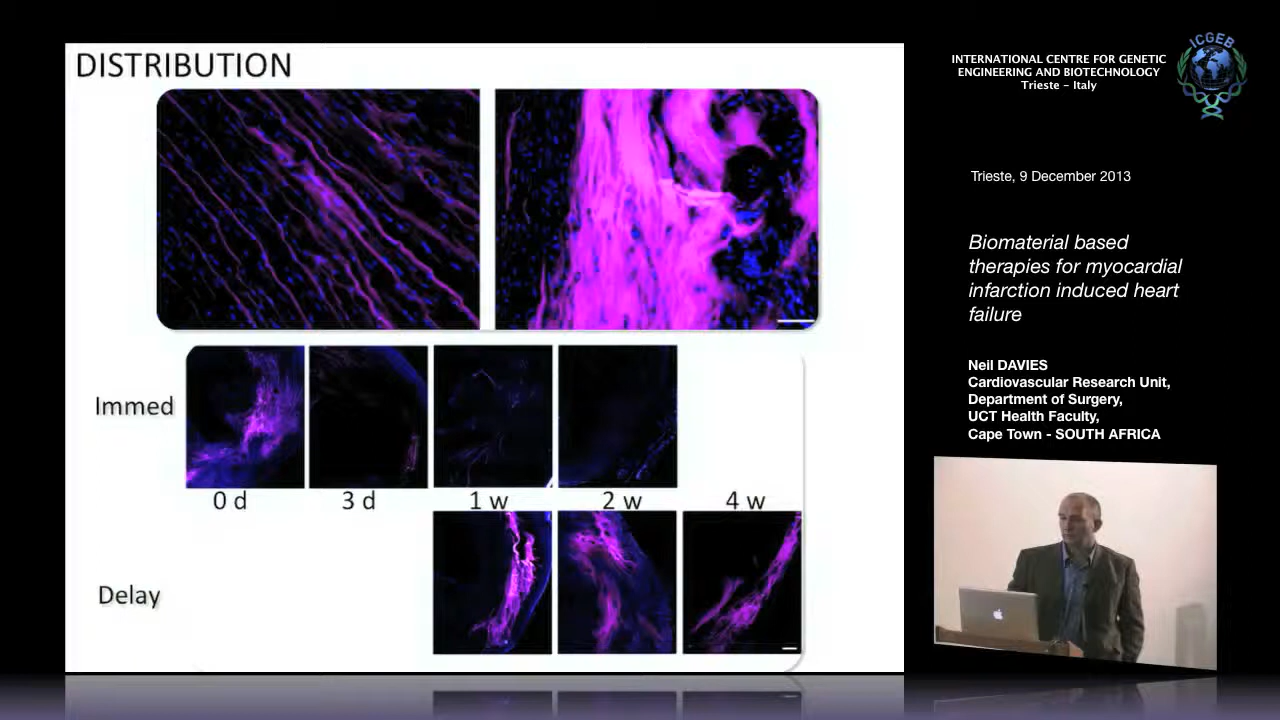 DISTRIBUTION
Immed
0 d
3 d
1 w
2 w
4 w
Delay
INTERNATIONAL CENTRE FOR GENETIC
ENGINEERING AND BIOTECHNOLOGY
Trieste - Italy
ICGEB
Trieste, 9 December 2013
Biomaterial based
therapies for myocardial
infarction induced heart
failure
Neil DAVIES
Cardiovascular Research Unit,
Department of Surgery,
UCT Health Faculty,
Cape Town - SOUTH AFRICA